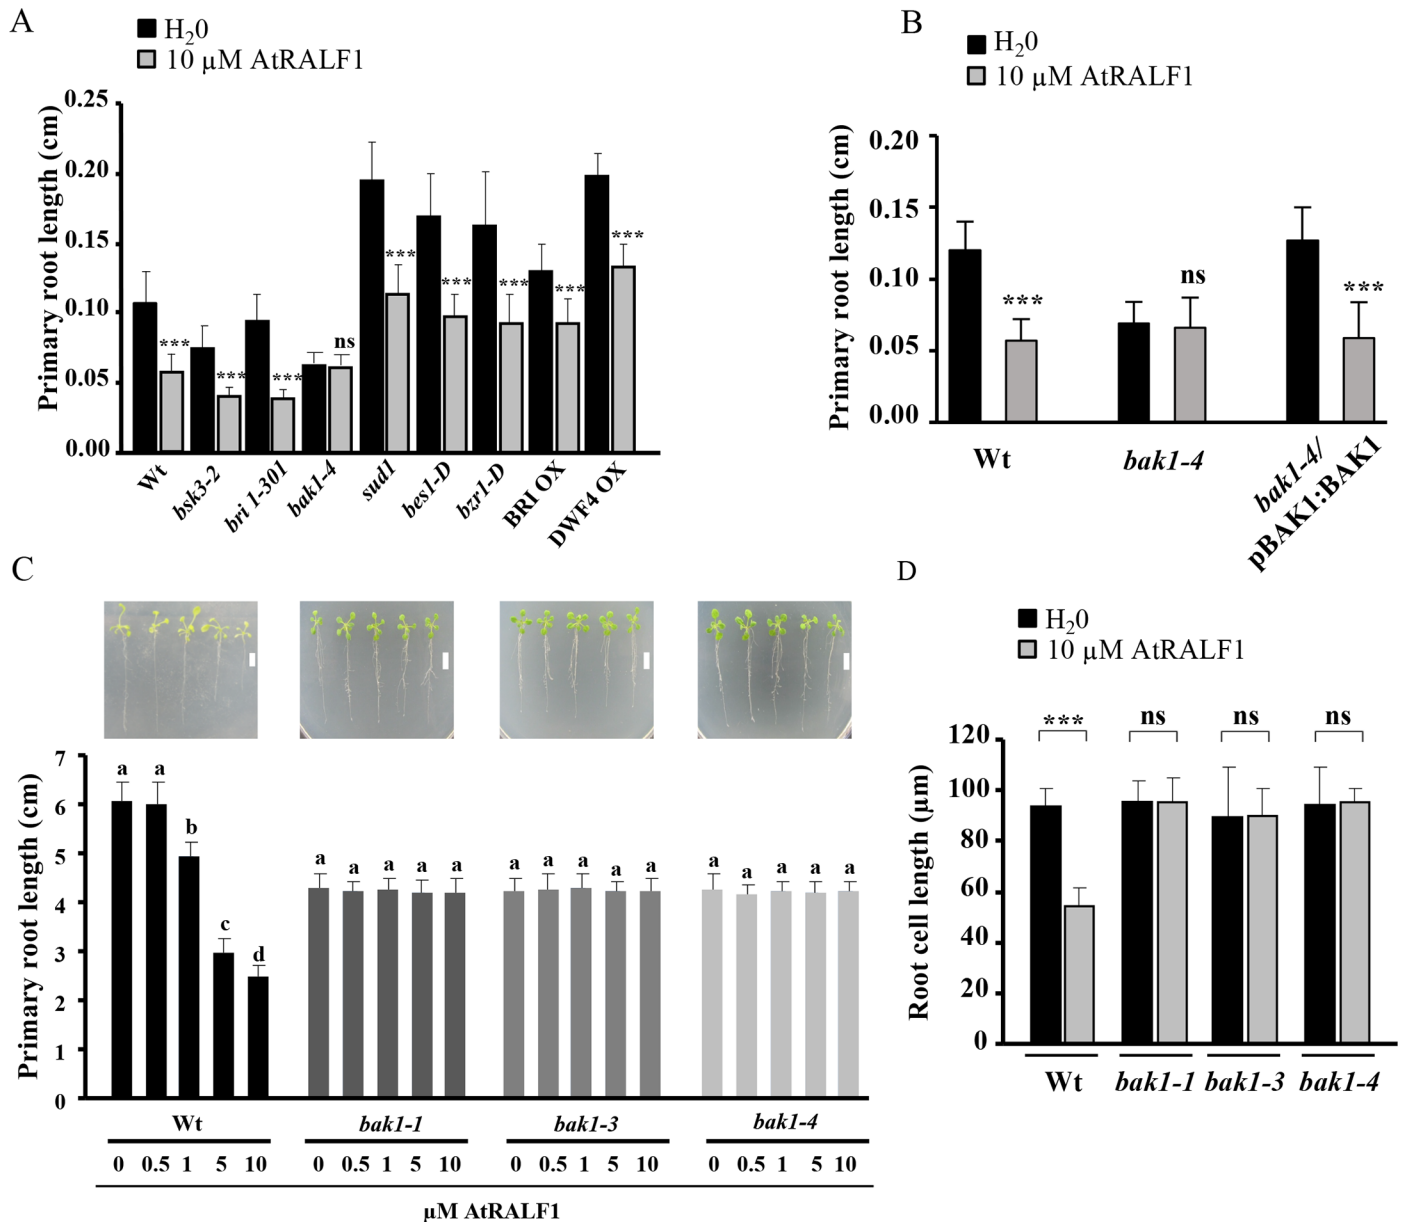 A
H20
10 µM AtRALF1
Primary root length (cm)
0.25
0.20
0.15
0.10
0.05
0.00
***
***
***
ns
***
***
***
***
***
Wt
bsk3-2
bri 1-301
bak1-4
sud1
bes1-D
bzr1-D
BRI OX
DWF4 OX
B
H20
10 µM AtRALF1
Primary root length (cm)
0.20
0.15
0.10
0.05
0.00
***
ns
***
Wt
bak1-4
bak1-4/
pBAK1:BAK1
C
Primary root length (cm)
7
6
5
4
3
2
1
0
a a b c d
a a a a a
a a a a a
a a a a a
Wt bak1-1 bak1-3 bak1-4
0 0.5 1 5 10 0 0.5 1 5 10 0 0.5 1 5 10 0 0.5 1 5 10
µM AtRALF1
D
H20
10 µM AtRALF1
Root cell length (µm)
120
100
80
60
40
20
0
*** ns ns ns
Wt bak1-1 bak1-3 bak1-4